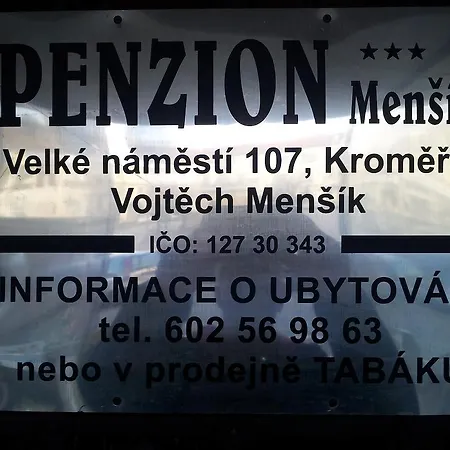 PENZION *** Menší
Velké náměstí 107, Kroměř
Vojtěch Menšík
IČO: 127 30 343
INFORMACE O UBYTOVÁ
tel. 602 56 98 63
nebo v prodejně TABÁKU